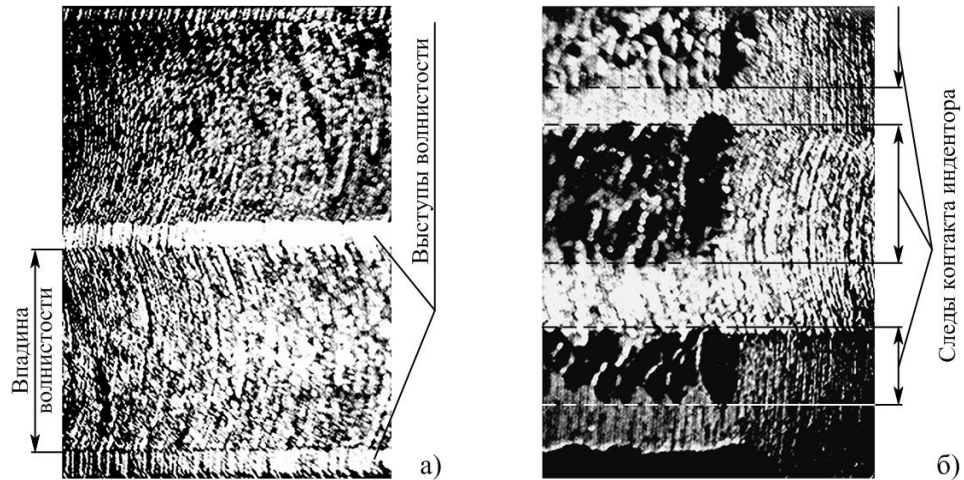 Впадина
волнистости
Выступы волнистости
а)
Следы контакта индентора
б)